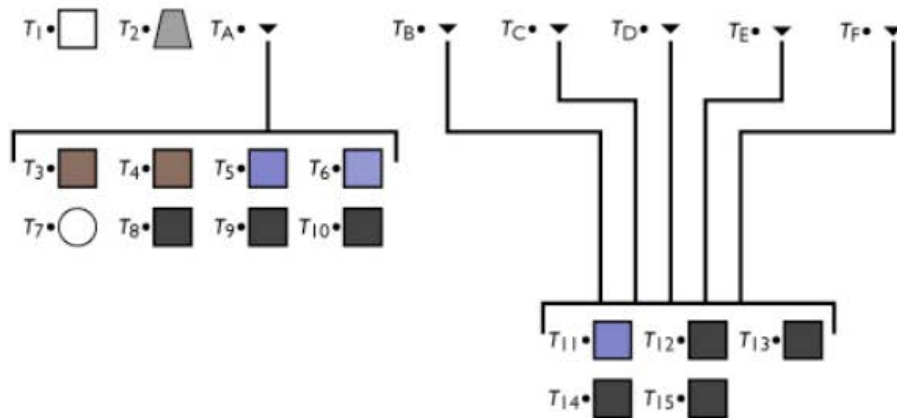 T1• T2• TA• TB• TC• TD• TE• TF•
T3• T4• T5• T6•
T7• T8• T9• T10•
T11• T12• T13•
T14• T15•